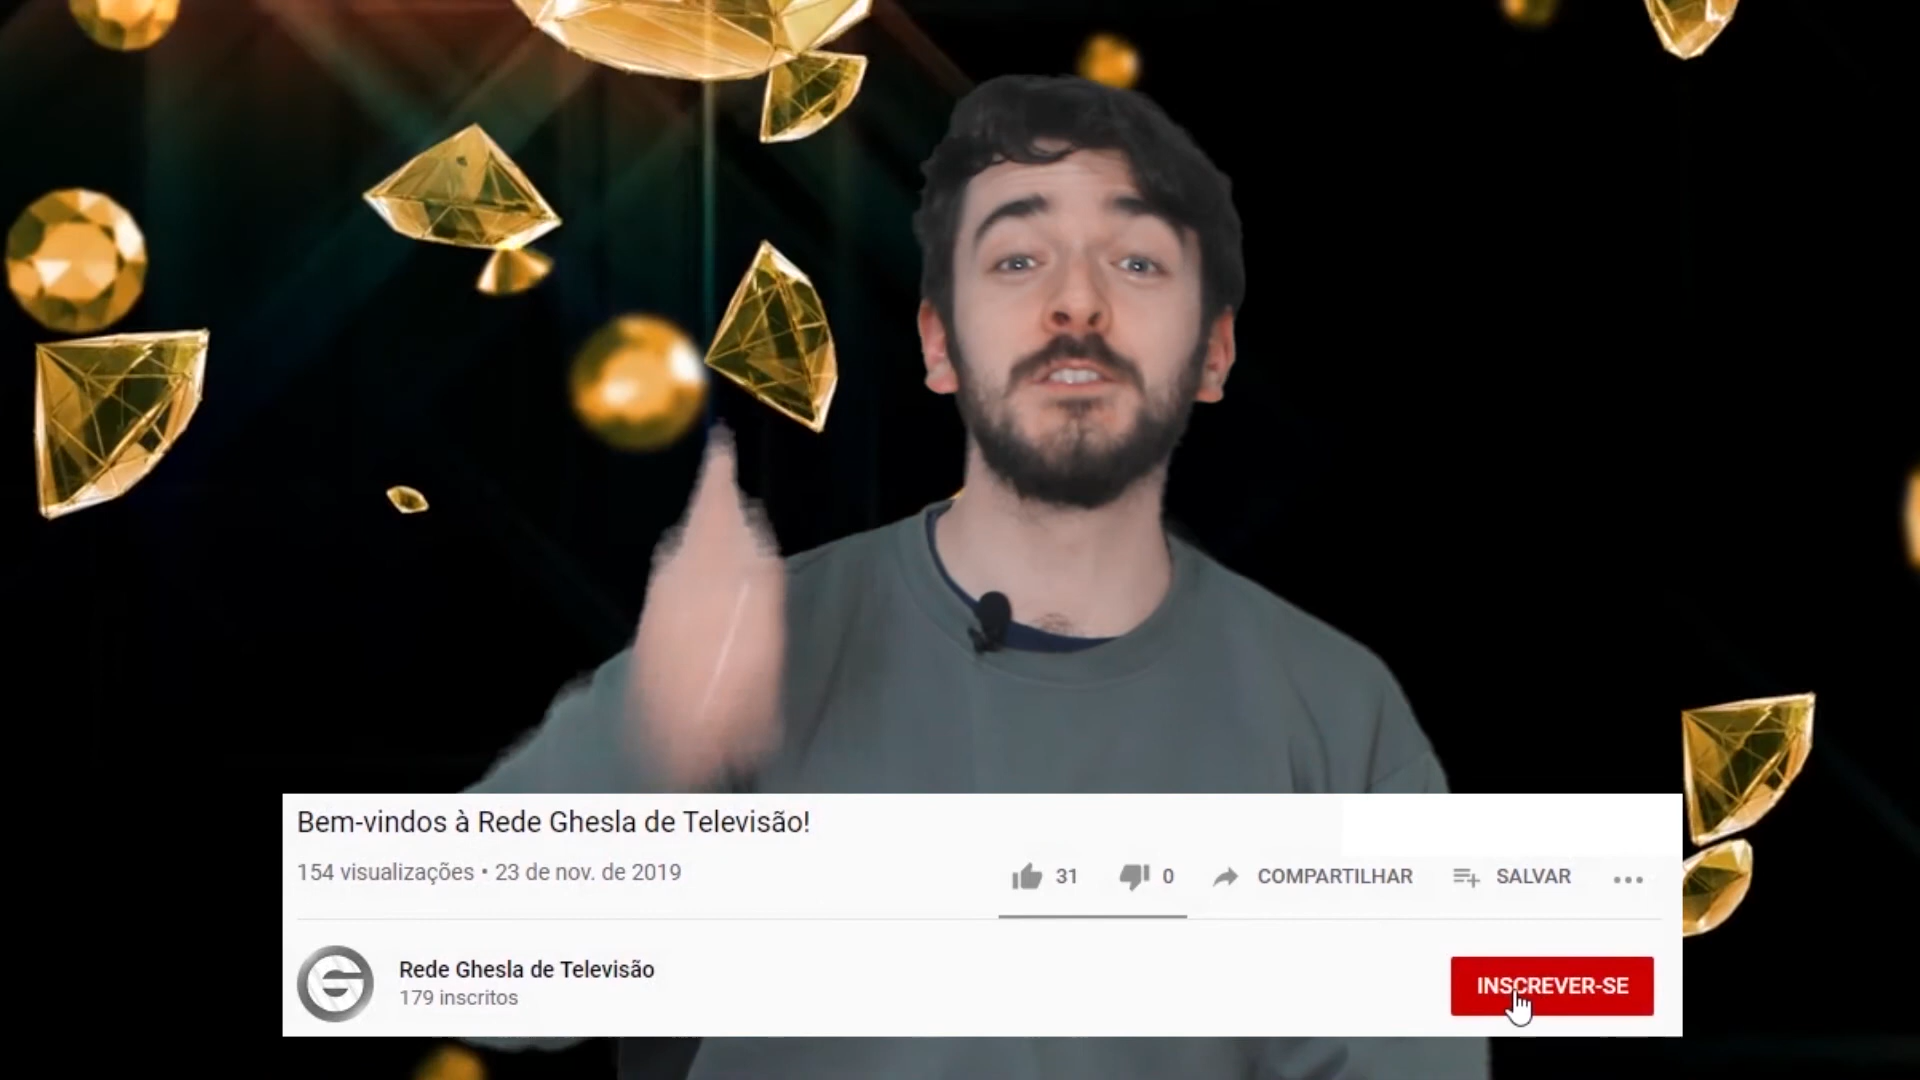 Bem-vindos à Rede Ghesla de Televisão!
154 visualizações • 23 de nov. de 2019
31
0
COMPARTILHAR
SALVAR
Rede Ghesla de Televisão
179 inscritos
INSCREVER-SE